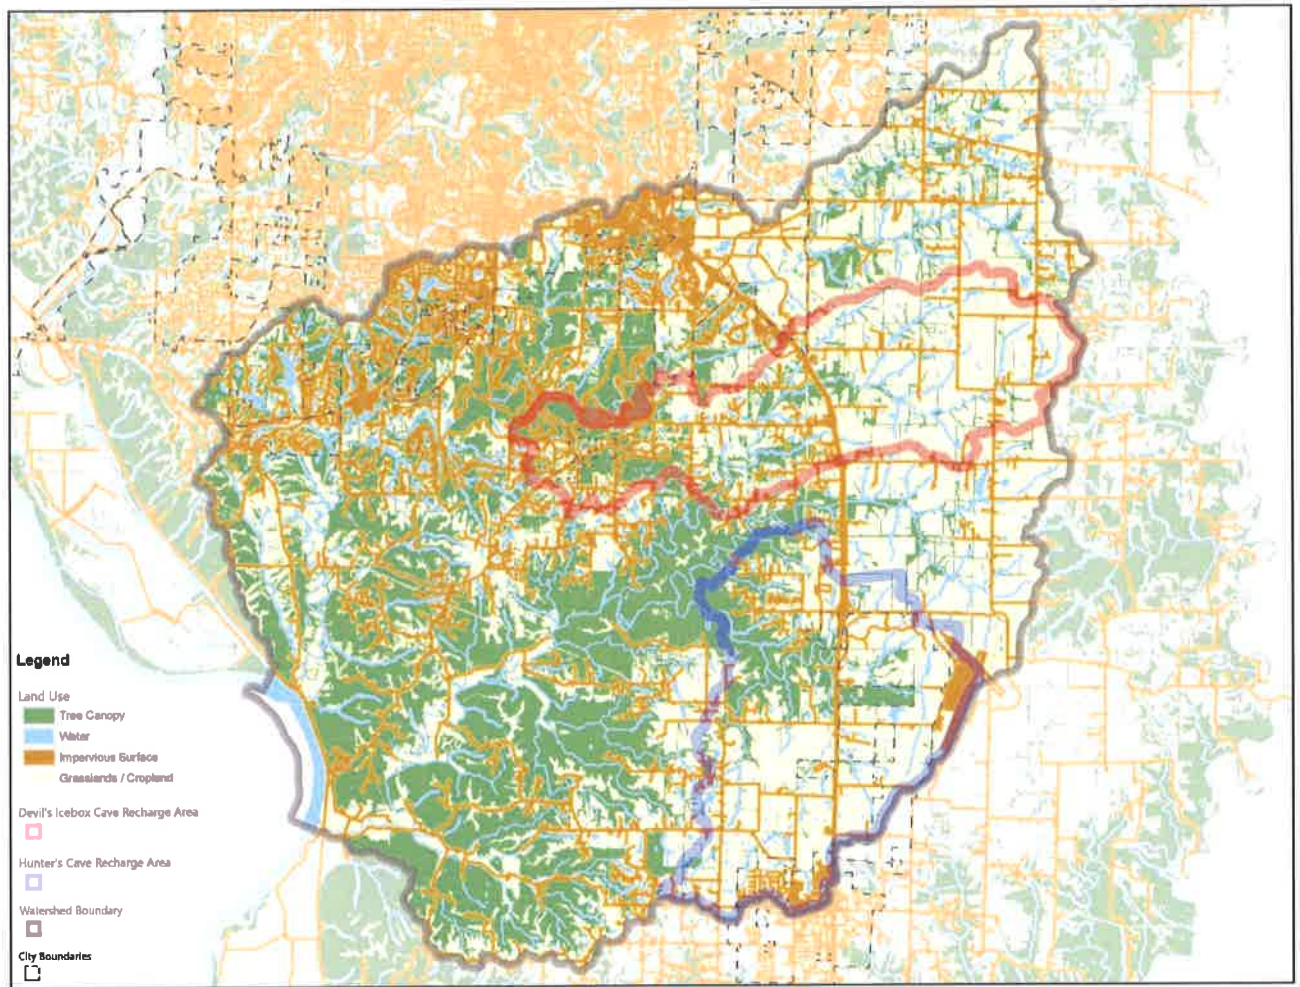 Legend
Land Use
Tree Canopy
Water
Impervious Surface
Grasslands / Cropland
Devil's Icebox Cave Recharge Area
Hunter's Cave Recharge Area
Watershed Boundary
City Boundaries